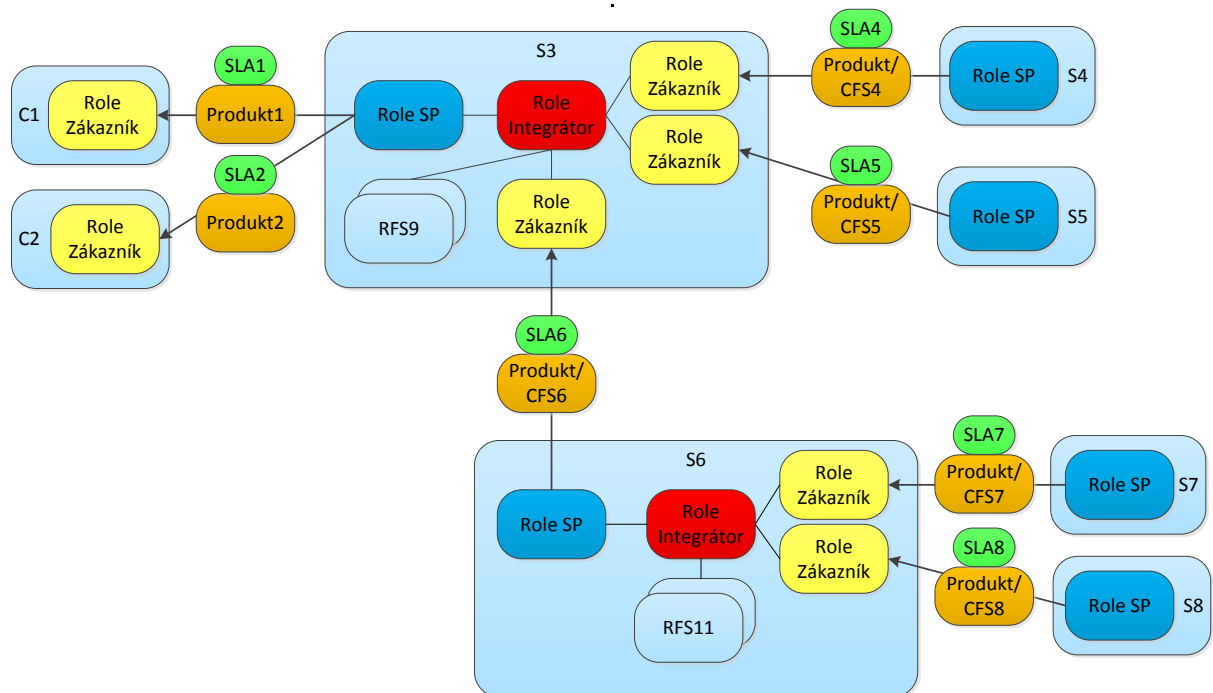 S3
SLA4
Produkt/
CFS4
Role SP
S4
SLA1
Produkt1
C1
Role
Zákazník
Role SP
Role
Integrátor
Role
Zákazník
Role
Zákazník
SLA5
Produkt/
CFS5
Role SP
S5
SLA2
Produkt2
C2
Role
Zákazník
RFS9
Role
Zákazník
SLA6
Produkt/
CFS6
S6
Role SP
Role
Integrátor
Role
Zákazník
Role
Zákazník
RFS11
SLA7
Produkt/
CFS7
Role SP
S7
SLA8
Produkt/
CFS8
Role SP
S8